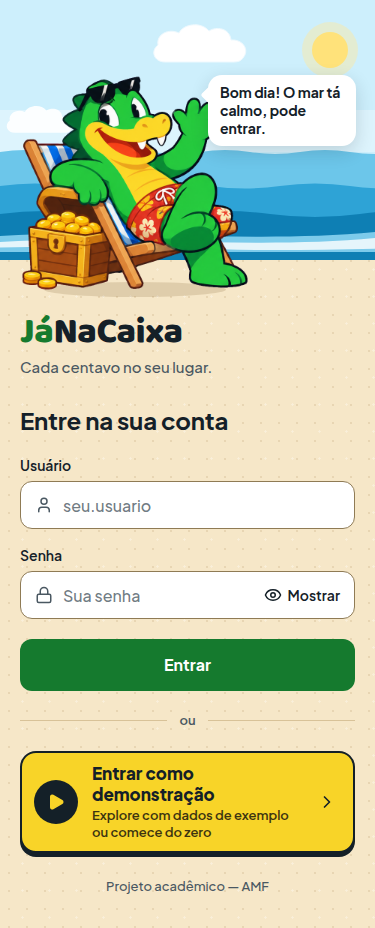 Bom dia! O mar tá
calmo, pode
entrar.
JáNaCaixa
Cada centavo no seu lugar.
Entre na sua conta
Usuário
seu.usuario
Senha
Sua senha
Mostrar
Entrar
ou
Entrar como
demonstração
Explore com dados de exemplo
ou comece do zero
Projeto acadêmico — AMF